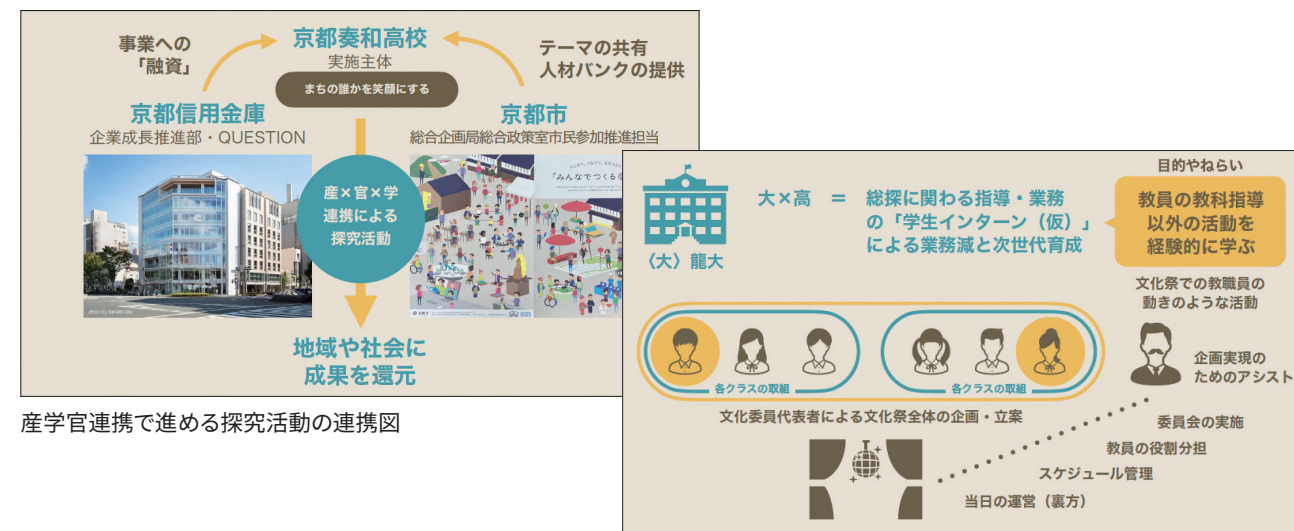 事業への
「融資」
京都奏和高校
実施主体
まちの誰かを笑顔にする
テーマの共有
人材バンクの提供
京都信用金庫
企業成長推進部・QUESTION
京都市
総合企画局総合政策室市民参加推進担当
産×官×学
連携による
探究活動
「みんなでつくる
地域や社会に
成果を還元
産学官連携で進める探究活動の連携図
〈大〉龍大
大×高 = 総探に関わる指導・業務
の「学生インターン（仮）」
による業務減と次世代育成
目的やねらい
教員の教科指導
以外の活動を
経験的に学ぶ
文化祭での教職員の
動きのような活動
企画実現の
ためのアシスト
各クラスの取組
各クラスの取組
文化委員代表者による文化祭全体の企画・立案
委員会の実施
教員の役割分担
スケジュール管理
当日の運営（裏方）